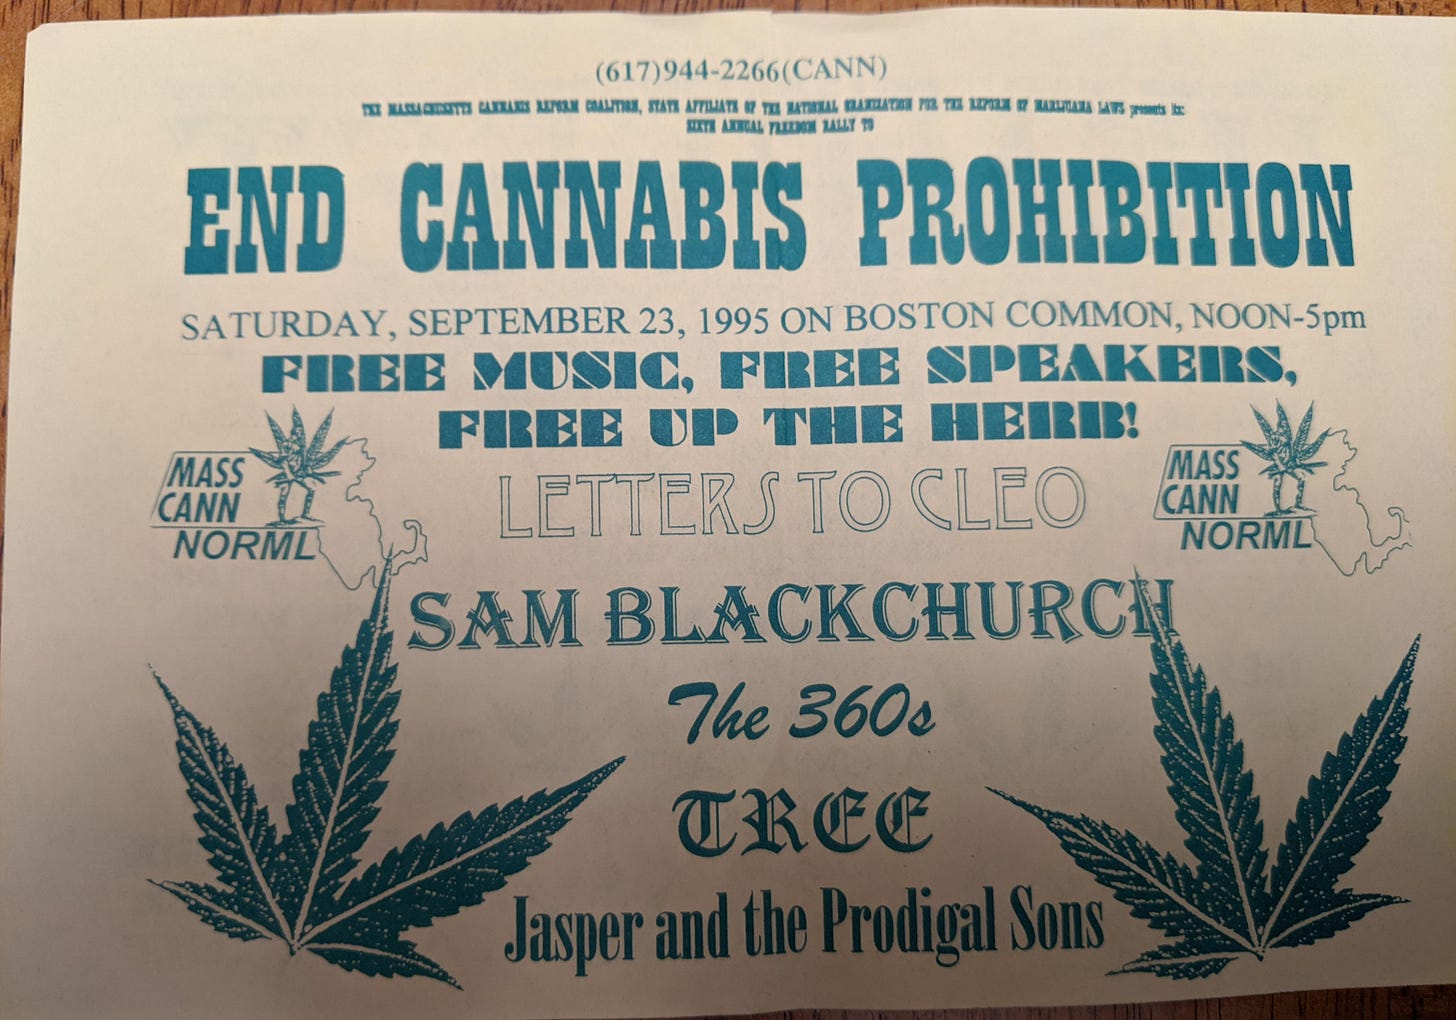 (617)944-2266(CANN)
THE MASSACHUSETTS CANNABIS REFORM COALITION, STATE AFFILIATE OF THE NATIONAL ORANIZATION FOR THE REFORM OF MARIJUANA LAWS presents its:
SIXTH ANNUAL FREEDOM RALLY TO
END CANNABIS PROHIBITION
SATURDAY, SEPTEMBER 23, 1995 ON BOSTON COMMON, NOON-5pm
FREE MUSIC, FREE SPEAKERS,
FREE UP THE HERB!
MASS
CANN
NORML
LETTERS TO CLEO
MASS
CANN
NORML
SAM BLACKCHURCH
The 360s
TREE
Jasper and the Prodigal Sons